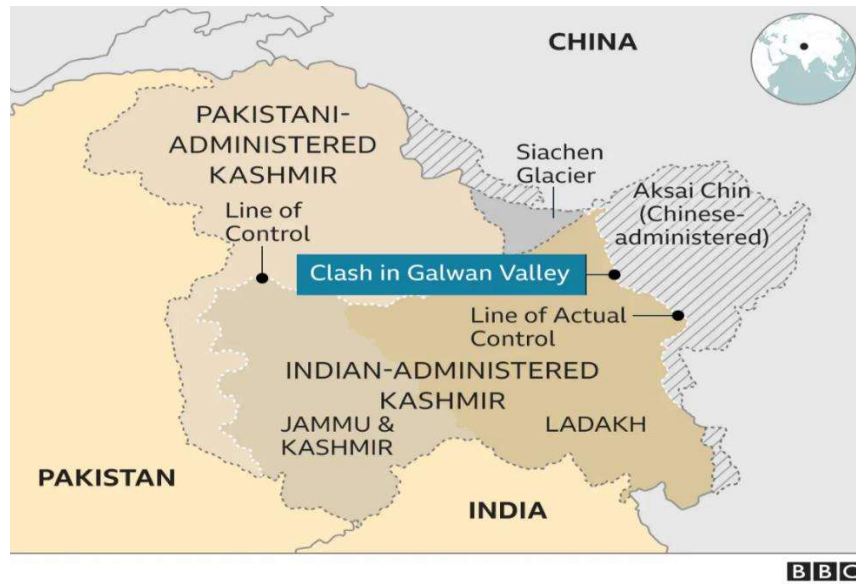 CHINA
PAKISTANI-
ADMINISTERED
KASHMIR
Siachen
Glacier
Aksai Chin
(Chinese-
administered)
Line of
Control
Clash in Galwan Valley
Line of Actual
Control
INDIAN-ADMINISTERED
KASHMIR
JAMMU &
KASHMIR
LADAKH
PAKISTAN
INDIA
BBC